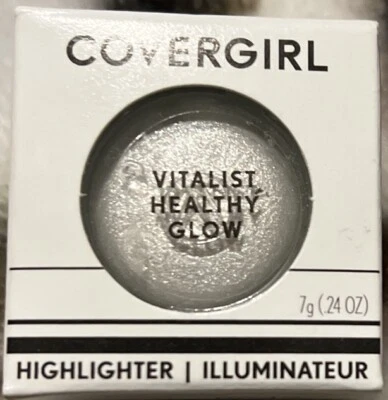 COVERGIRL
VITALIST
HEALTHY
GLOW
7g (.24 OZ)
HIGHLIGHTER | ILLUMINATEUR